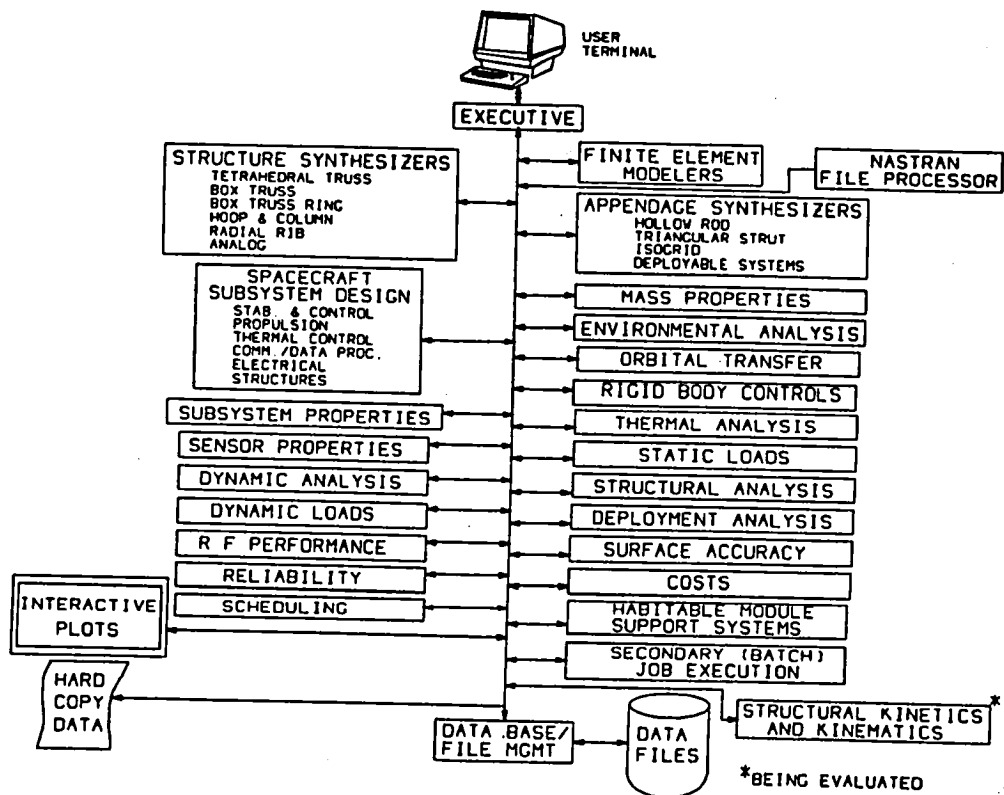 USER
TERMINAL
EXECUTIVE
STRUCTURE SYNTHESIZERS
TETRAHEDRAL TRUSS
BOX TRUSS
BOX TRUSS RING
HOOP & COLUMN
RADIAL RIB
ANALOG
SPACECRAFT
SUBSYSTEM DESIGN
STAB. & CONTROL
PROPULSION
THERMAL CONTROL
COMM./DATA PROC.
ELECTRICAL
STRUCTURES
SUBSYSTEM PROPERTIES
SENSOR PROPERTIES
DYNAMIC ANALYSIS
DYNAMIC LOADS
R F PERFORMANCE
RELIABILITY
SCHEDULING
INTERACTIVE
PLOTS
HARD
COPY
DATA
FINITE ELEMENT
MODELERS
NASTRAN
FILE PROCESSOR
APPENDAGE SYNTHESIZERS
HOLLOW ROD
TRIANGULAR STRUT
ISOGRID
DEPLOYABLE SYSTEMS
MASS PROPERTIES
ENVIRONMENTAL ANALYSIS
ORBITAL TRANSFER
RIGID BODY CONTROLS
THERMAL ANALYSIS
STATIC LOADS
STRUCTURAL ANALYSIS
DEPLOYMENT ANALYSIS
SURFACE ACCURACY
COSTS
HABITABLE MODULE
SUPPORT SYSTEMS
SECONDARY (BATCH)
JOB EXECUTION
STRUCTURAL KINETICS *
AND KINEMATICS
DATA BASE/
FILE MGMT
DATA
FILES
*BEING EVALUATED